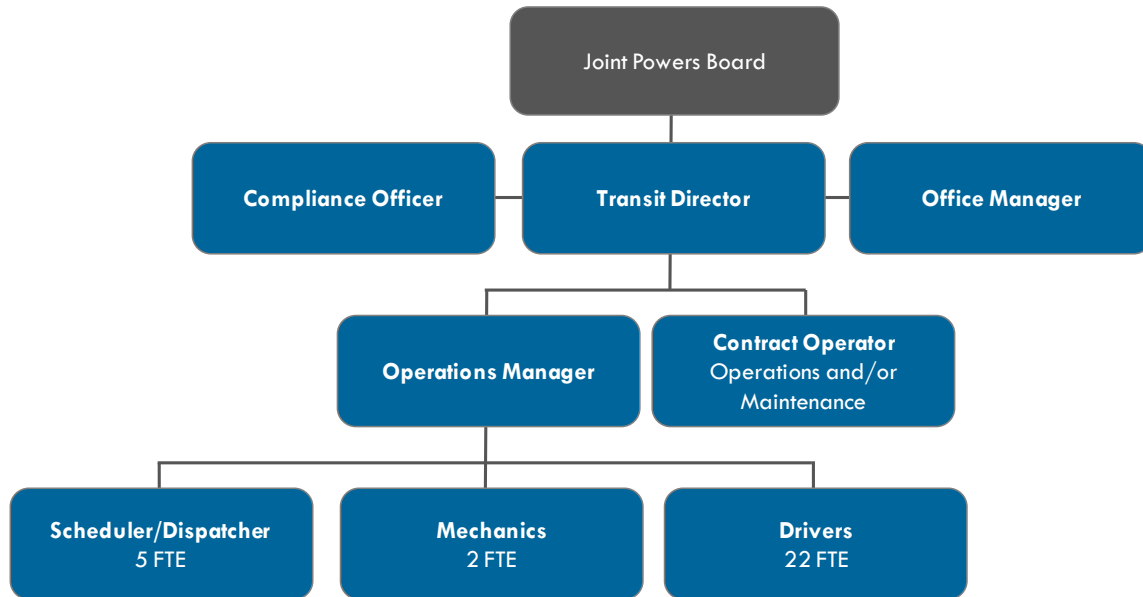 Joint Powers Board
Compliance Officer
Transit Director
Office Manager
Operations Manager
Contract Operator
Operations and/or
Maintenance
Scheduler/Dispatcher
5 FTE
Mechanics
2 FTE
Drivers
22 FTE